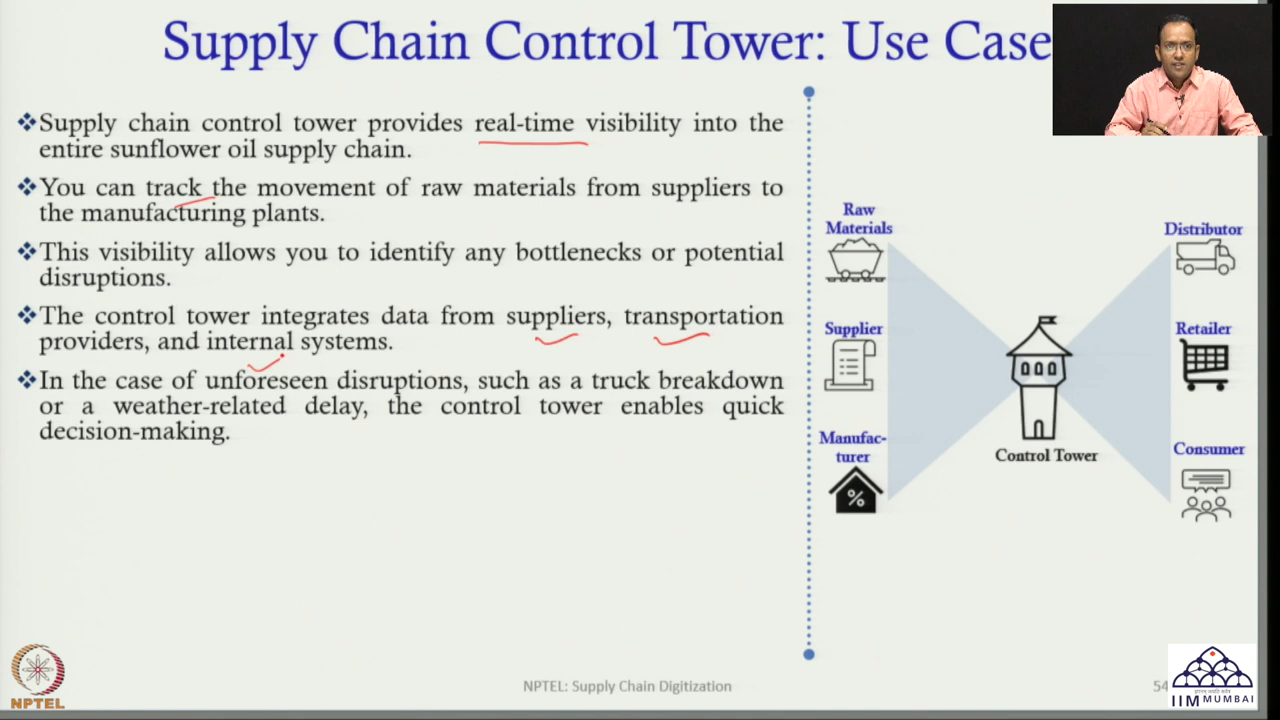 Supply Chain Control Tower: Use Case
❖Supply chain control tower provides real-time visibility into the
entire sunflower oil supply chain.
❖You can track the movement of raw materials from suppliers to
the manufacturing plants.
❖This visibility allows you to identify any bottlenecks or potential
disruptions.
❖The control tower integrates data from suppliers, transportation
providers, and internal systems.
❖In the case of unforeseen disruptions, such as a truck breakdown
or a weather-related delay, the control tower enables quick
decision-making.
Raw
Materials
Supplier
Manufac-
turer
%
Control Tower
Distributor
Retailer
Consumer
NPTEL
NPTEL: Supply Chain Digitization
54
IIM MUMBAI